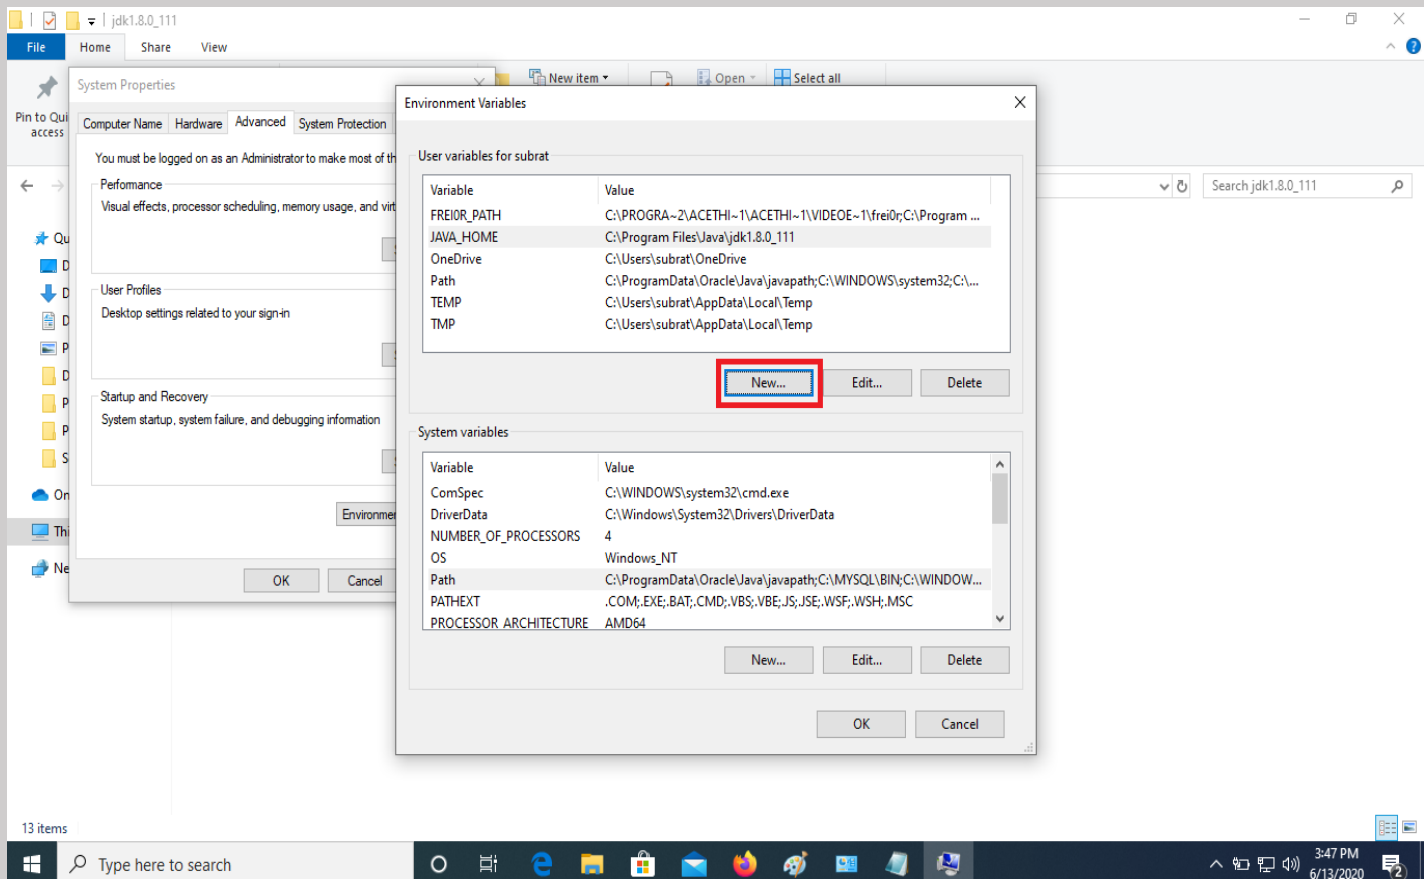 jdk1.8.0_111
File Home Share View
New item Open Select all
Pin to Qui
access
System Properties
Computer Name Hardware Advanced System Protection
You must be logged on as an Administrator to make most of th
Performance
Visual effects, processor scheduling, memory usage, and virt
User Profiles
Desktop settings related to your sign-in
Startup and Recovery
System startup, system failure, and debugging information
Environmen
OK Cancel
Environment Variables
User variables for subrat
Variable Value
FREI0R_PATH C:\PROGRA~2\ACETHI~1\ACETHI~1\VIDEOE~1\frei0r;C:\Program ...
JAVA_HOME C:\Program Files\Java\jdk1.8.0_111
OneDrive C:\Users\subrat\OneDrive
Path C:\ProgramData\Oracle\Java\javapath;C:\WINDOWS\system32;C:\...
TEMP C:\Users\subrat\AppData\Local\Temp
TMP C:\Users\subrat\AppData\Local\Temp
New... Edit... Delete
System variables
Variable Value
ComSpec C:\WINDOWS\system32\cmd.exe
DriverData C:\Windows\System32\Drivers\DriverData
NUMBER_OF_PROCESSORS 4
OS Windows_NT
Path C:\ProgramData\Oracle\Java\javapath;C:\MYSQL\BIN;C:\WINDOW...
PATHEXT .COM;.EXE;.BAT;.CMD;.VBS;.VBE;.JS;.JSE;.WSF;.WSH;.MSC
PROCESSOR_ARCHITECTURE AMD64
New... Edit... Delete
OK Cancel
Search jdk1.8.0_111
Qu
D
D
D
P
D
P
P
S
On
Thi
Ne
13 items
Type here to search
3:47 PM
6/13/2020
2